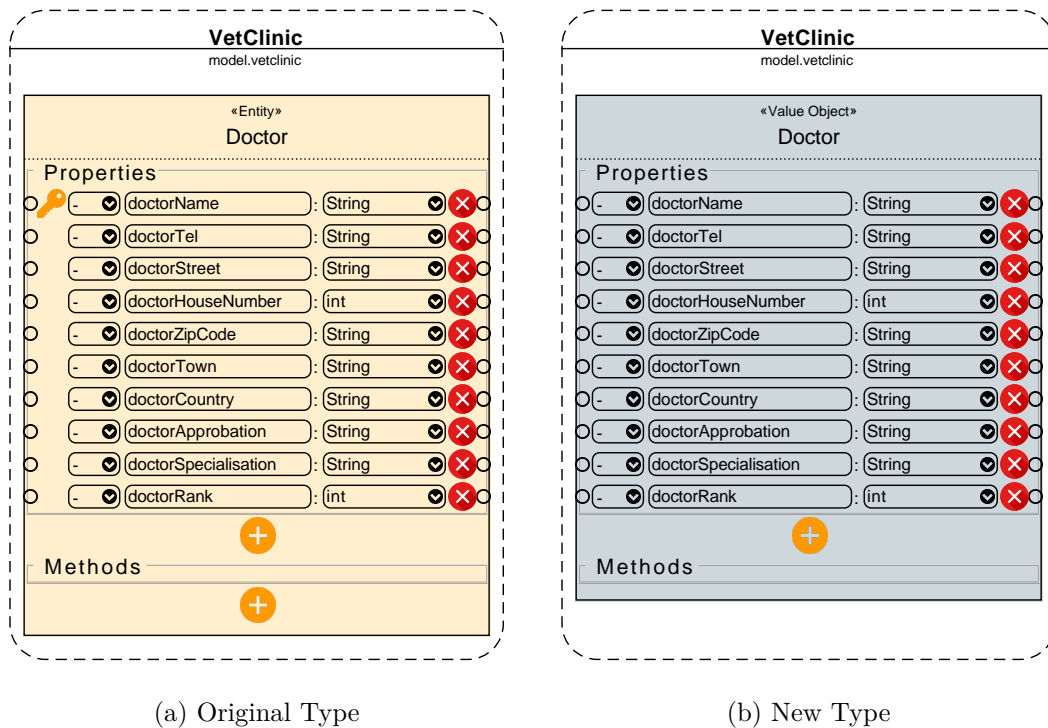 VetClinic
model.vetclinic
«Entity»
Doctor
Properties
- doctorName : String
- doctorTel : String
- doctorStreet : String
- doctorHouseNumber : int
- doctorZipCode : String
- doctorTown : String
- doctorCountry : String
- doctorApprobation : String
- doctorSpecialisation : String
- doctorRank : int
Methods
(a) Original Type
VetClinic
model.vetclinic
«Value Object»
Doctor
Properties
- doctorName : String
- doctorTel : String
- doctorStreet : String
- doctorHouseNumber : int
- doctorZipCode : String
- doctorTown : String
- doctorCountry : String
- doctorApprobation : String
- doctorSpecialisation : String
- doctorRank : int
Methods
(b) New Type